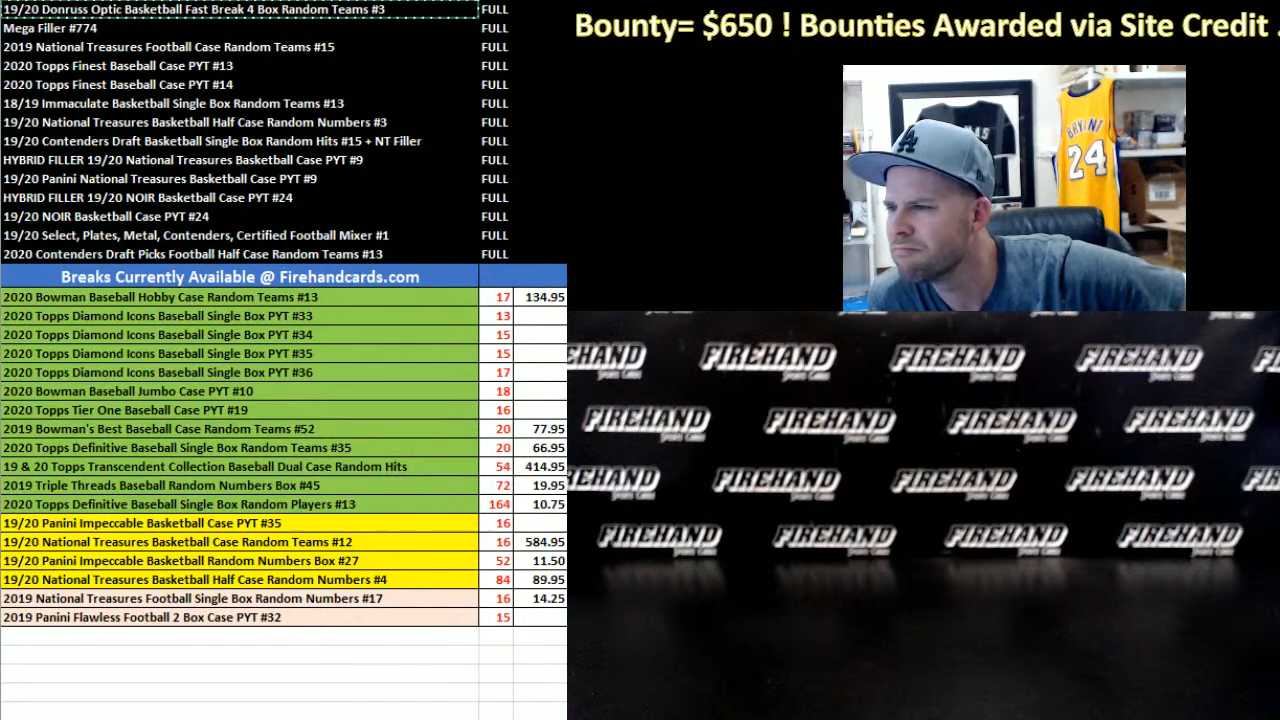 19/20 Donruss Optic Basketball Fast Break 4 Box Random Teams #3 FULL
Mega Filler #774 FULL
2019 National Treasures Football Case Random Teams #15 FULL
2020 Topps Finest Baseball Case PYT #13 FULL
2020 Topps Finest Baseball Case PYT #14 FULL
18/19 Immaculate Basketball Single Box Random Teams #13 FULL
19/20 National Treasures Basketball Half Case Random Numbers #3 FULL
19/20 Contenders Draft Basketball Single Box Random Hits #15 + NT Filler FULL
HYBRID FILLER 19/20 National Treasures Basketball Case PYT #9 FULL
19/20 Panini National Treasures Basketball PYT #9 FULL
HYBRID FILLER 19/20 NOIR Basketball Case PYT #24 FULL
19/20 NOIR Basketball Case PYT #24 FULL
19/20 Select, Plates, Metal, Contenders, Certified Football Mixer #1 FULL
2020 Contenders Draft Picks Football Half Case Random Teams #13 FULL
Breaks Currently Available @ Firehandcards.com
2020 Bowman Baseball Hobby Case Random Teams #13 17 134.95
2020 Topps Diamond Icons Baseball Single Box PYT #33 13
2020 Topps Diamond Icons Baseball Single Box PYT #34 15
2020 Topps Diamond Icons Baseball Single Box PYT #35 15
2020 Topps Diamond Icons Baseball Single Box PYT #36 17
2020 Bowman Baseball Jumbo Case PYT #10 18
2020 Topps Tier One Baseball Case PYT #19 16
2019 Bowman's Best Baseball Case Random Teams #52 20 77.95
2020 Topps Definitive Baseball Single Box Random Teams #35 20 66.95
19 & 20 Topps Transcendent Collection Baseball Dual Case Random Hits 54 414.95
2019 Triple Threads Baseball Random Numbers Box #45 72 19.95
2020 Topps Definitive Baseball Single Box Random Players #13 164 10.75
19/20 Panini Impeccable Basketball Case PYT #35 16
19/20 National Treasures Basketball Case Random Teams #12 16 584.95
19/20 Panini Impeccable Basketball Random Numbers Box #27 52 11.50
19/20 National Treasures Basketball Half Case Random Numbers #4 84 89.95
2019 National Treasures Football Single Box Random Numbers #17 16 14.25
2019 Panini Flawless Football 2 Box Case PYT #32 15
Bounty= $650 ! Bounties Awarded via Site Credit .
LA
BRYANT
24
FIREHAND FIREHAND FIREHAND
FIREHAND FIREHAND FIREHAND FIREHAND
FIREHAND FIREHAND FIREHAND
FIREHAND FIREHAND FIREHAND FIREHAND